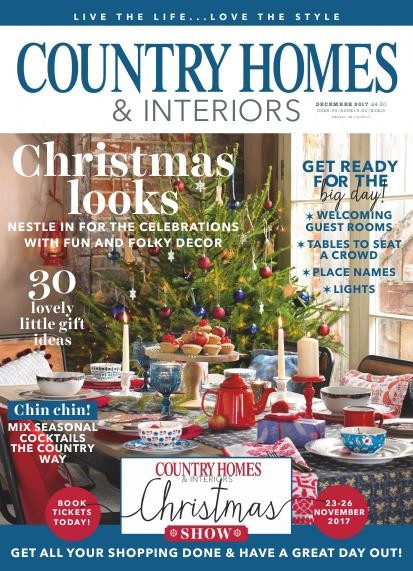 LIVE THE LIFE...LOVE THE STYLE
COUNTRY HOMES
& INTERIORS
DECEMBER 2017 £4.30
Christmas
looks
NESTLE IN FOR THE CELEBRATIONS
WITH FUN AND FOLKY DECOR
30
lovely
little gift
ideas
GET READY
FOR THE
big day!
✶ WELCOMING
GUEST ROOMS
✶ TABLES TO SEAT
A CROWD
✶ PLACE NAMES
✶ LIGHTS
Chin chin!
MIX SEASONAL
COCKTAILS
THE COUNTRY
WAY
BOOK
TICKETS
TODAY!
COUNTRY HOMES
& INTERIORS
Christmas
SHOW
23-26
NOVEMBER
2017
GET ALL YOUR SHOPPING DONE & HAVE A GREAT DAY OUT!